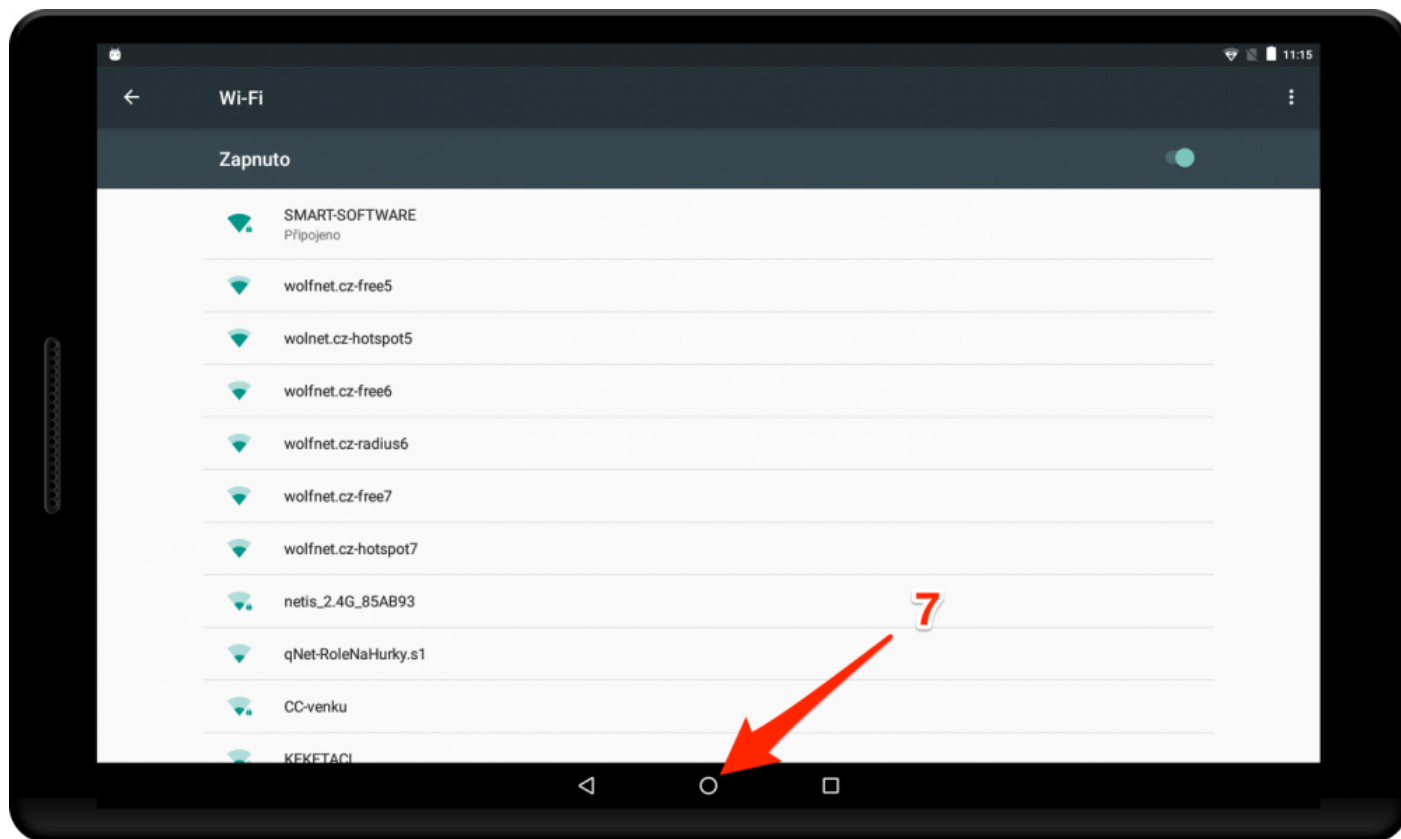 11:15
Wi-Fi
Zapnuto
SMART-SOFTWARE
Připojeno
wolfnet.cz-free5
wolnet.cz-hotspot5
wolfnet.cz-free6
wolfnet.cz-radius6
wolfnet.cz-free7
wolfnet.cz-hotspot7
netis_2.4G_85AB93
7
qNet-RoleNaHurky.s1
CC-venku
KEKETACI